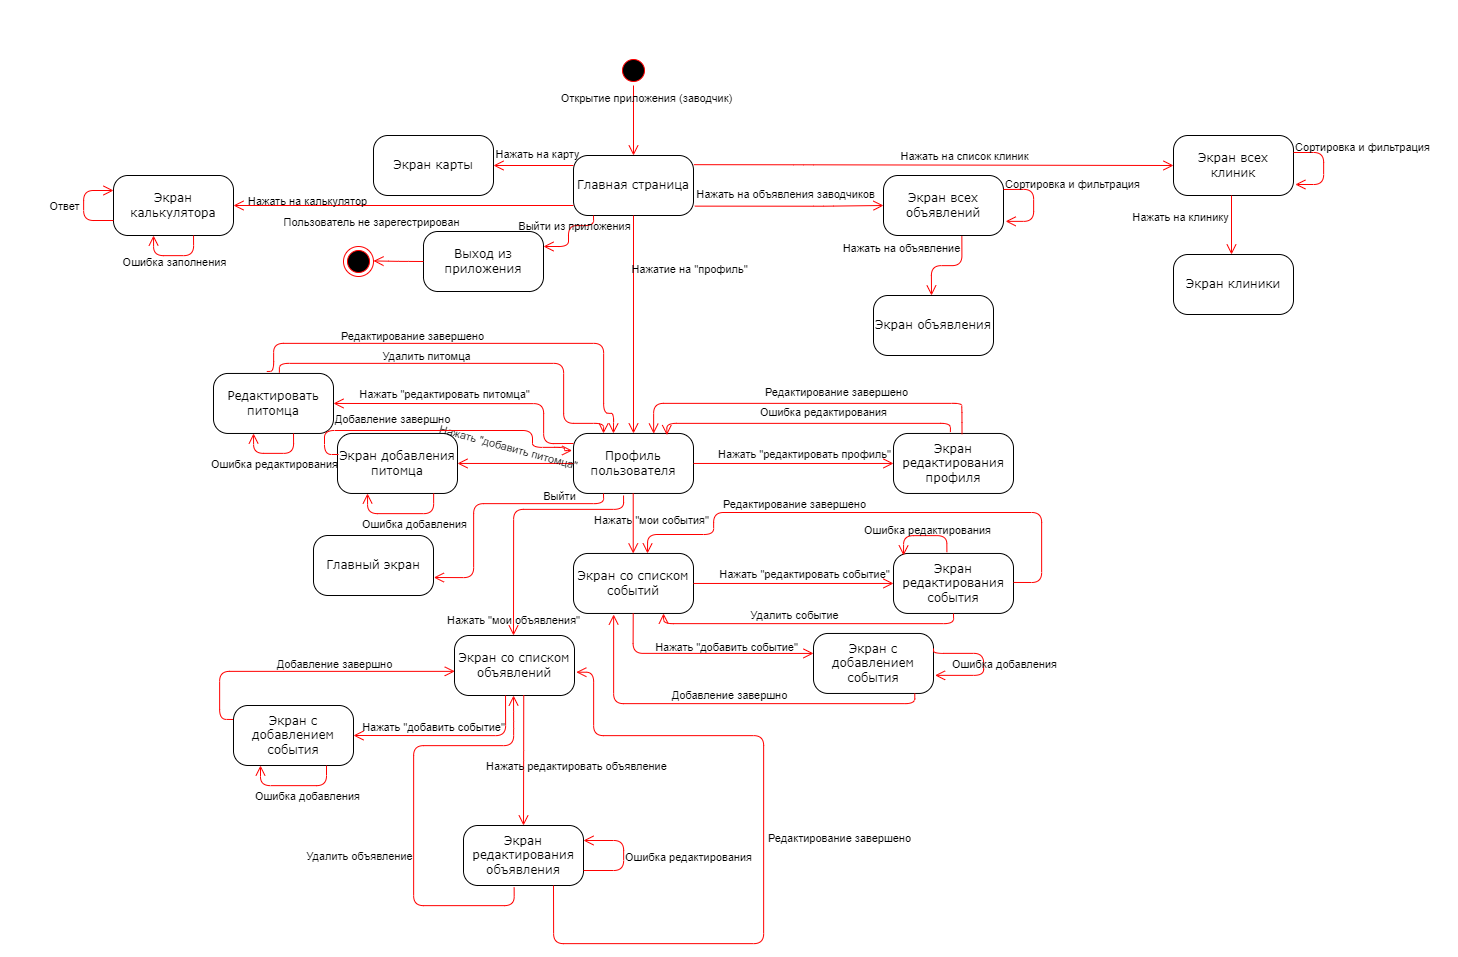 Открытие приложения (заводчик)
Экран карты
Нажать на карту
Главная страница
Нажать на список клиник
Экран всех
клиник
Сортировка и фильтрация
Экран
калькулятора
Ответ
Нажать на калькулятор
Ошибка заполнения
Нажать на объявления заводчиков
Экран всех
объявлений
Сортировка и фильтрация
Нажать на клинику
Пользователь не зарегестрирован
Выйти из приложения
Выход из
приложения
Нажатие на "профиль"
Нажать на объявление
Экран клиники
Экран объявления
Редактирование завершено
Удалить питомца
Редактировать
питомца
Нажать "редактировать питомца"
Редактирование завершено
Ошибка редактирования
Добавление завершно
Нажать "добавить питомца"
Ошибка редактирования
Экран добавления
питомца
Профиль
пользователя
Нажать "редактировать профиль"
Экран
редактирования
профиля
Выйти
Ошибка добавления
Нажать "мои события"
Редактирование завершено
Ошибка редактирования
Главный экран
Экран со списком
событий
Нажать "редактировать событие"
Экран
редактирования
события
Удалить событие
Нажать "мои объявления"
Экран со списком
объявлений
Нажать "добавить событие"
Экран с
добавлением
события
Ошибка добавления
Добавление завершно
Добавление завершно
Экран с
добавлением
события
Нажать "добавить событие"
Ошибка добавления
Нажать редактировать объявление
Экран
редактирования
объявления
Удалить объявление
Ошибка редактирования
Редактирование завершено